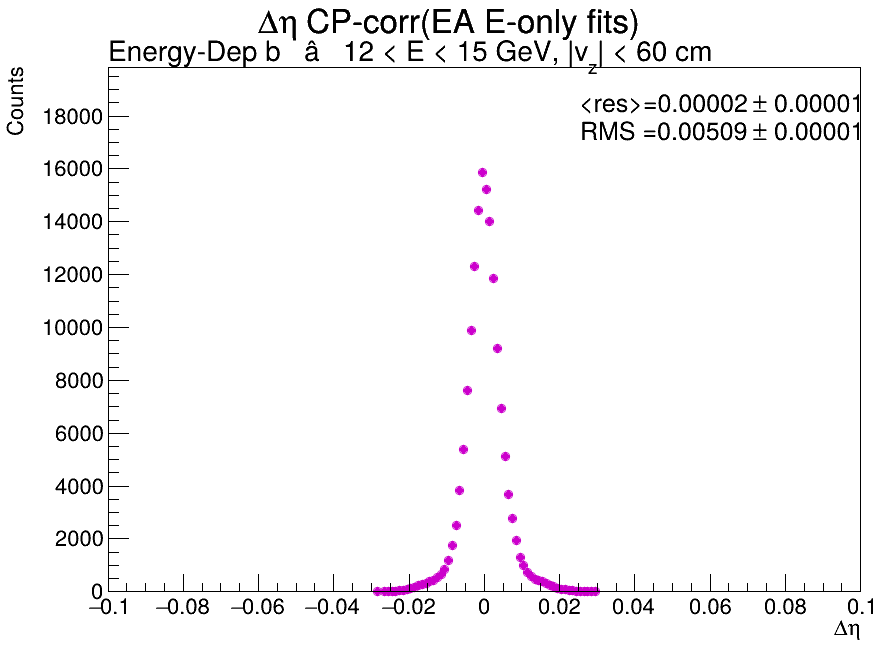 Δη CP-corr(EA E-only fits)
Energy-Dep b â 12 < E < 15 GeV, |v_z| < 60 cm
Counts
<res>=0.00002 ± 0.00001
RMS =0.00509 ± 0.00001
18000
16000
14000
12000
10000
8000
6000
4000
2000
0
−0.1 −0.08 −0.06 −0.04 −0.02 0 0.02 0.04 0.06 0.08 0.1
Δη